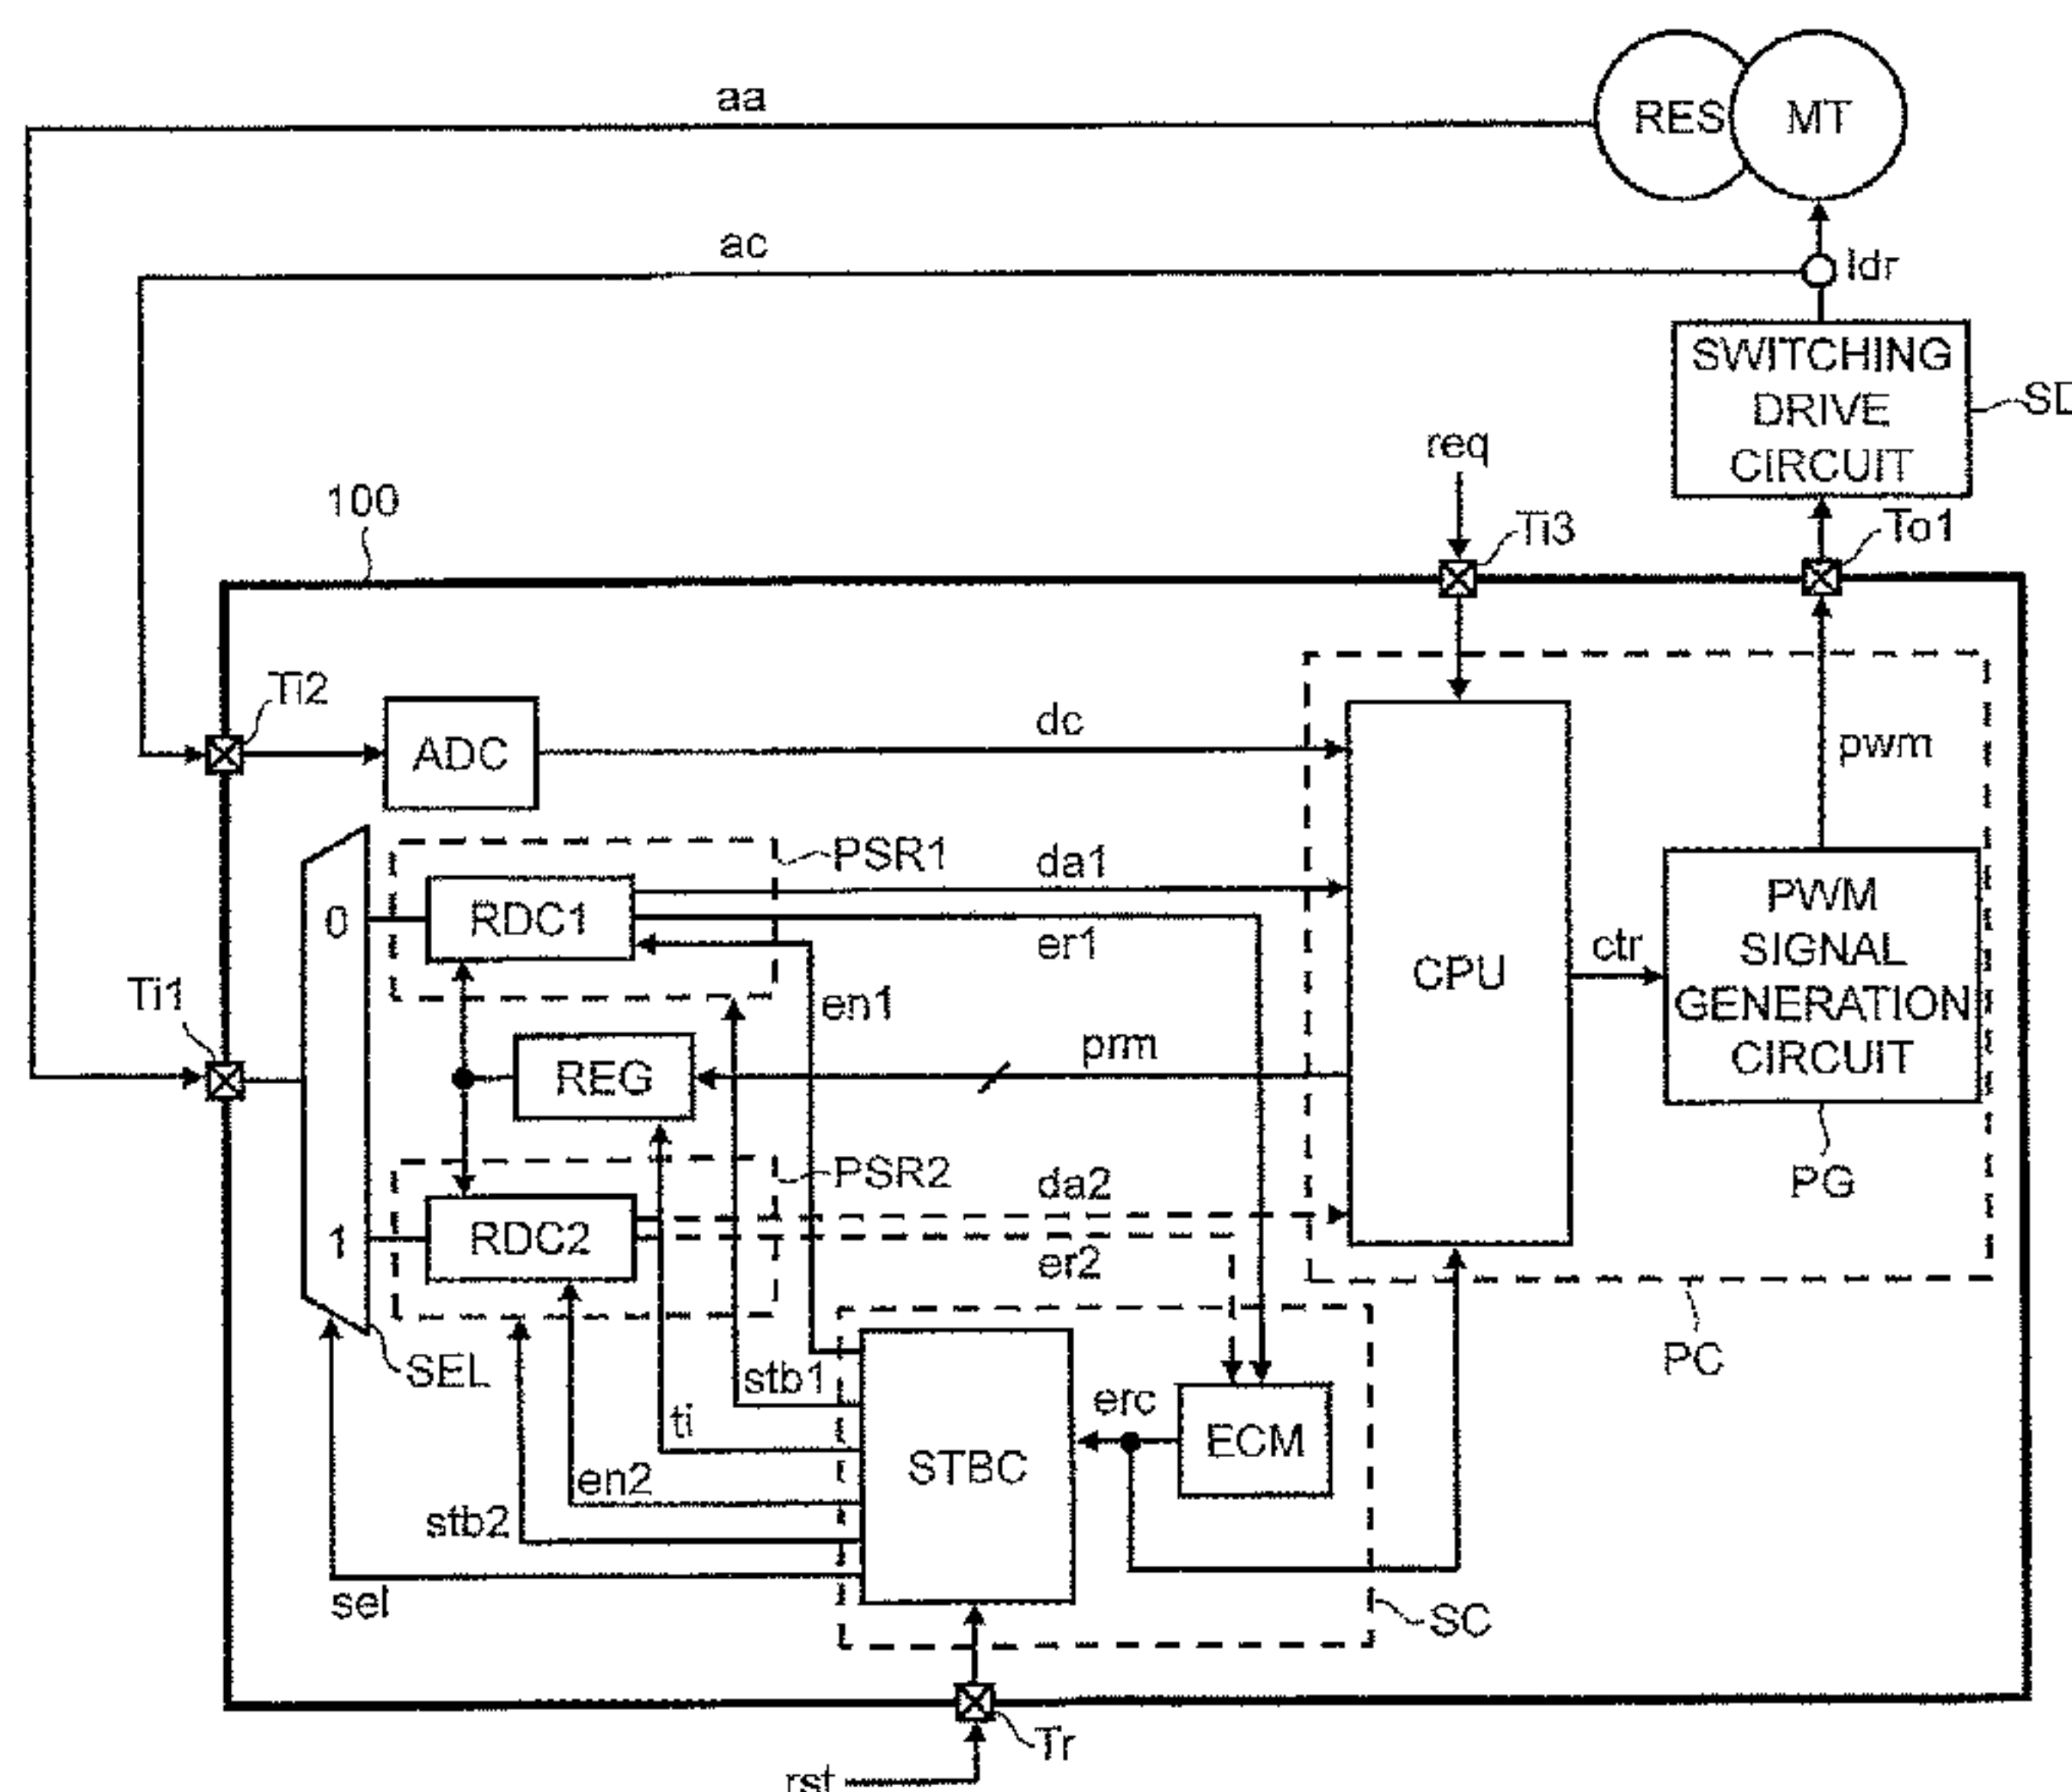 aa
RES
MT
ac
Idr
SWITCHING
DRIVE
CIRCUIT
SD
req
100
Ti3
To1
Ti2
ADC
dc
pwm
PSR1
da1
0
RDC1
er1
CPU
ctr
PWM
SIGNAL
GENERATION
CIRCUIT
Ti1
en1
REG
prm
PSR2
da2
PG
1
RDC2
er2
SEL
stb1
PC
ti
erc
ECM
STBC
en2
stb2
sel
SC
Tr
rst